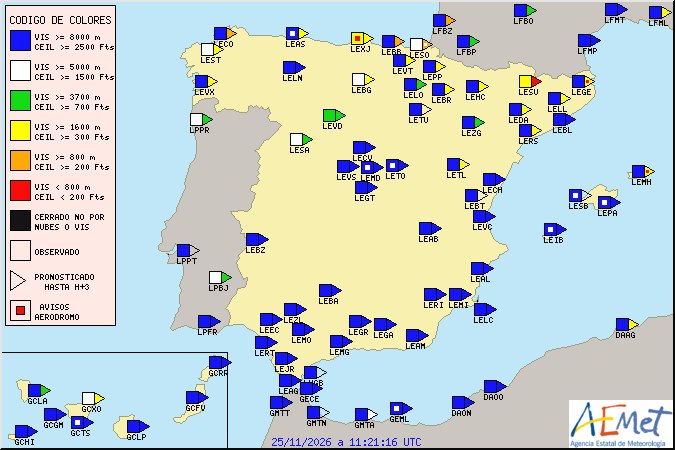 CODIGO DE COLORES
VIS >= 8000 m
CEIL >= 2500 Fts
VIS >= 5000 m
CEIL >= 1500 Fts
VIS >= 3700 m
CEIL >= 700 Fts
VIS >= 1600 m
CEIL >= 300 Fts
VIS >= 800 m
CEIL >= 200 Fts
VIS < 800 m
CEIL < 200 Fts
CERRADO NO POR
NUBES O VIS
OBSERVADO
PRONOSTICADO
HASTA H+3
AVISOS
AERODROMO
LFBO
LFMT
LFML
LFBZ
LECO
LEAS
LEXJ
LEBB
LESO
LFBP
LFMP
LEST
LEVT
LEPP
LELN
LEVX
LEBG
LELO
LEBR
LEHC
LESU
LEGE
LELL
LETU
LEDA
LEBL
LPPR
LEVD
LEZG
LERS
LESA
LECV
LEVS
LEMD
LETO
LETL
LEMH
LEGT
LECH
LEBT
LESB
LEPA
LEVC
LEIB
LEAB
LEBZ
LPPT
LEAL
LPBJ
LEBA
LERI
LEMI
LELC
LEZL
LEEC
LPFR
LEMO
LEGR
LEGA
LEAM
DAAG
LERT
LEMG
LEJR
GCRR
LEAG
LXGB
GCLA
GCXO
GCFV
GECE
DAOO
GMTT
DAON
GCGM
GMTN
GMTA
GEML
GCHI
GCTS
GCLP
25/11/2026 a 11:21:16 UTC
AEMet
Agencia Estatal de Meteorología